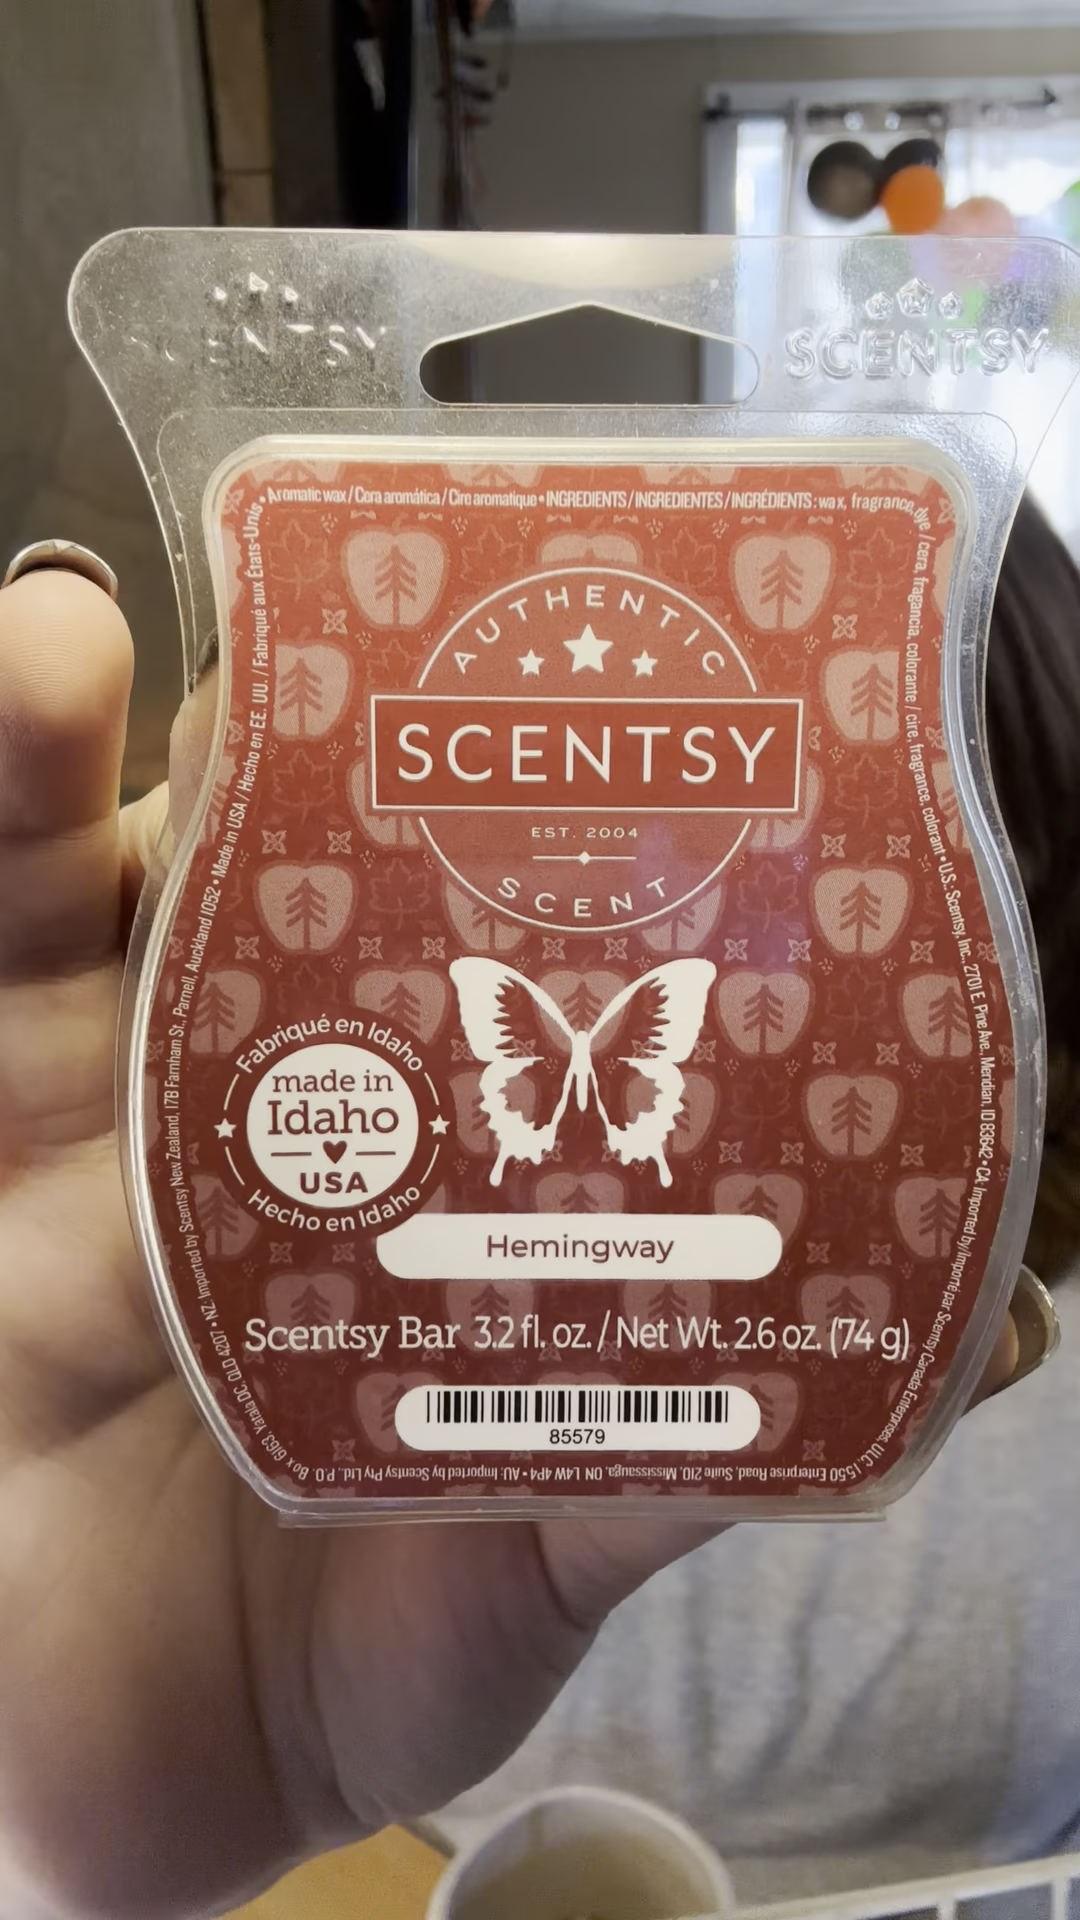 SCENTSY
SCENTSY
Aromatic wax / Cera aromática / Cire aromatique • INGREDIENTS / INGREDIENTES / INGRÉDIENTS : wax, fragrance, dye / cera, fragancia, colorante / cire, fragrance, colorant • U.S.: Scentsy, Inc. 2701 E. Pine Ave., Meridian, ID 83642 • CA: Imported by/Importé par Scentsy Canada Enterprises, ULC, 1550 Enterprise Road, Suite 210, Mississauga, ON L4W 4P4 • AU: Imported by Scentsy Pty Ltd., P.O. Box 6163, Yatala DC, QLD 4207 • NZ: Imported by Scentsy New Zealand, 17B Farnham St., Parnell, Auckland 1052 • Made in USA / Hecho en EE. UU. / Fabriqué aux États-Unis •
AUTHENTIC
SCENTSY
EST. 2004
SCENT
Fabriqué en Idaho
made in
Idaho
USA
Hecho en Idaho
Hemingway
Scentsy Bar 3.2 fl. oz. / Net Wt. 2.6 oz. (74 g)
85579